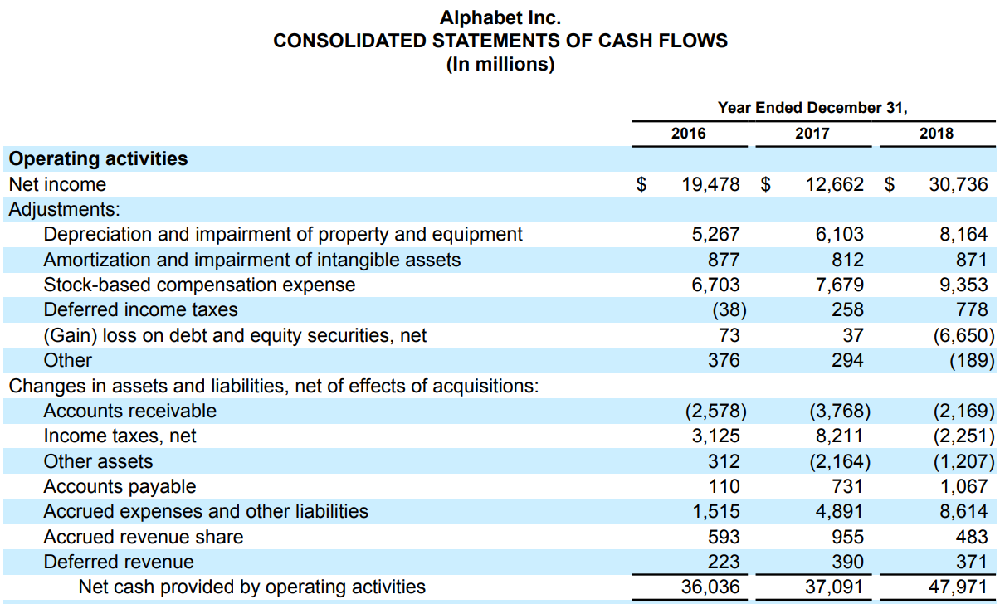 Alphabet Inc.
CONSOLIDATED STATEMENTS OF CASH FLOWS
(In millions)
Year Ended December 31,
2016 2017 2018
Operating activities
Net income $ 19,478 $ 12,662 $ 30,736
Adjustments:
Depreciation and impairment of property and equipment 5,267 6,103 8,164
Amortization and impairment of intangible assets 877 812 871
Stock-based compensation expense 6,703 7,679 9,353
Deferred income taxes (38) 258 778
(Gain) loss on debt and equity securities, net 73 37 (6,650)
Other 376 294 (189)
Changes in assets and liabilities, net of effects of acquisitions:
Accounts receivable (2,578) (3,768) (2,169)
Income taxes, net 3,125 8,211 (2,251)
Other assets 312 (2,164) (1,207)
Accounts payable 110 731 1,067
Accrued expenses and other liabilities 1,515 4,891 8,614
Accrued revenue share 593 955 483
Deferred revenue 223 390 371
Net cash provided by operating activities 36,036 37,091 47,971